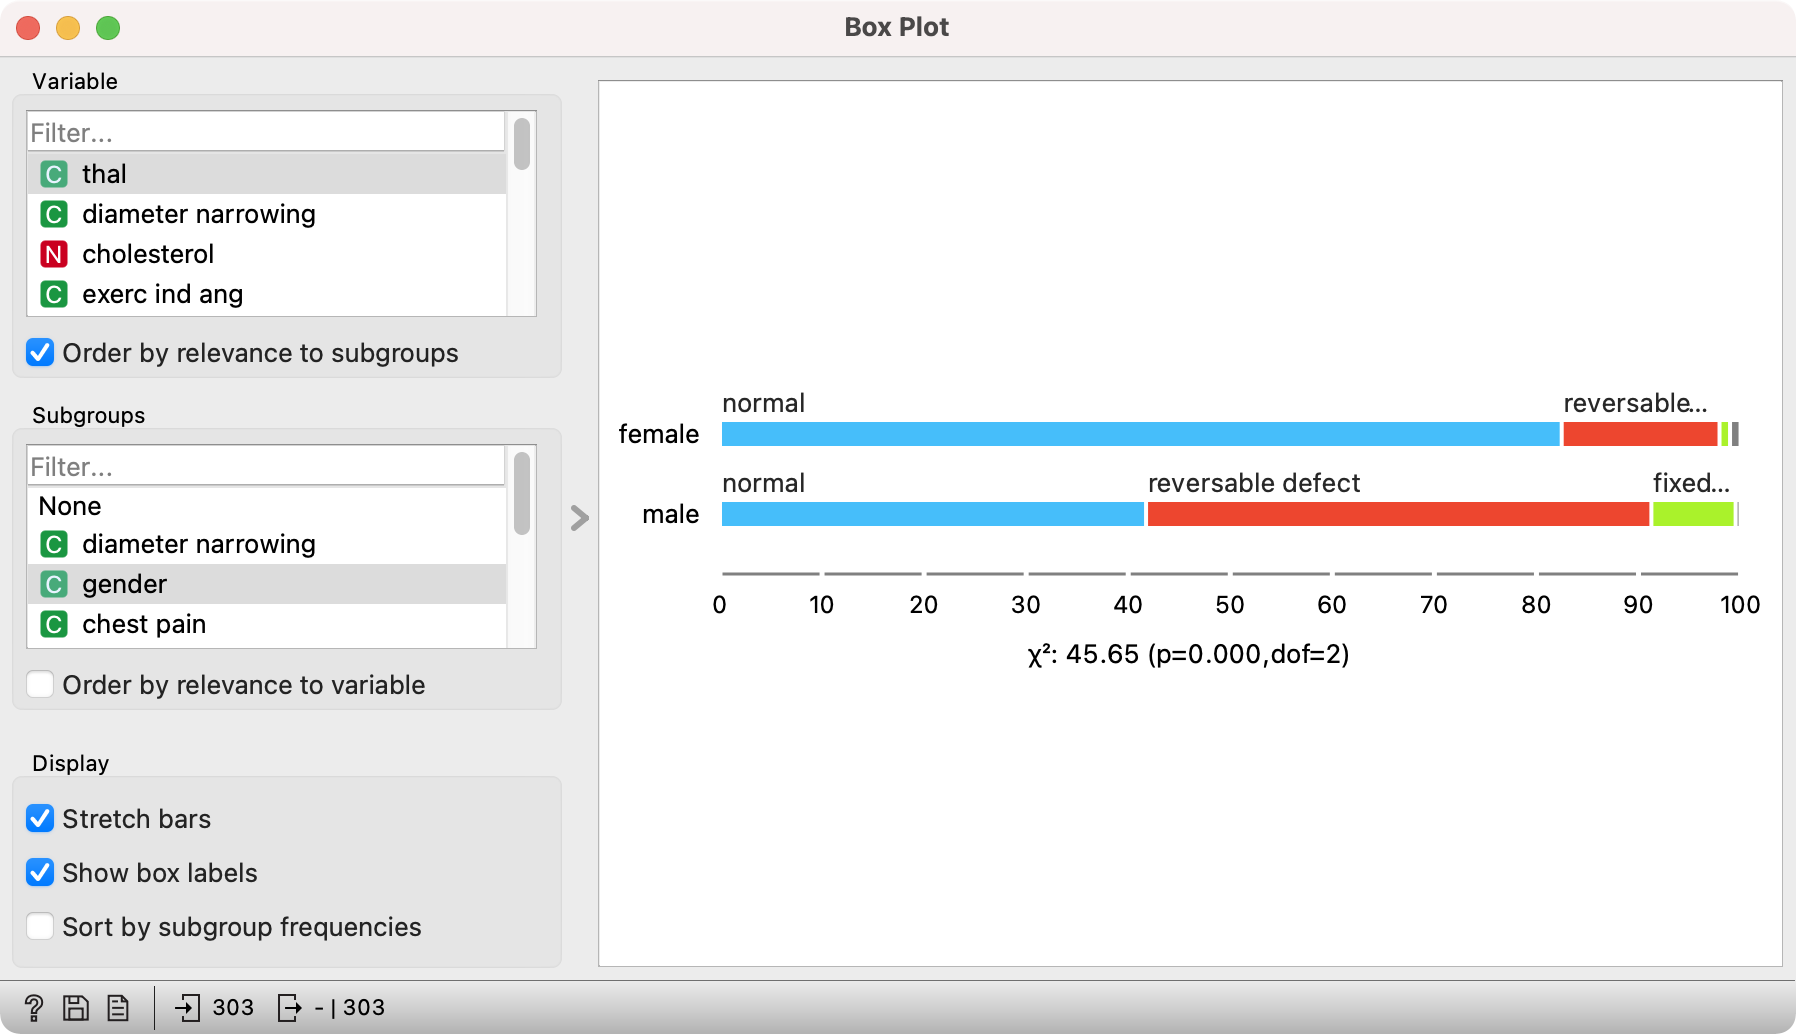 Box Plot
Variable
Filter...
C thal
C diameter narrowing
N cholesterol
C exerc ind ang
Order by relevance to subgroups
Subgroups
Filter...
None
C diameter narrowing
C gender
C chest pain
Order by relevance to variable
Display
Stretch bars
Show box labels
Sort by subgroup frequencies
normal reversable...
female
normal reversable defect fixed...
male
0 10 20 30 40 50 60 70 80 90 100
χ²: 45.65 (p=0.000,dof=2)
? 303 - | 303